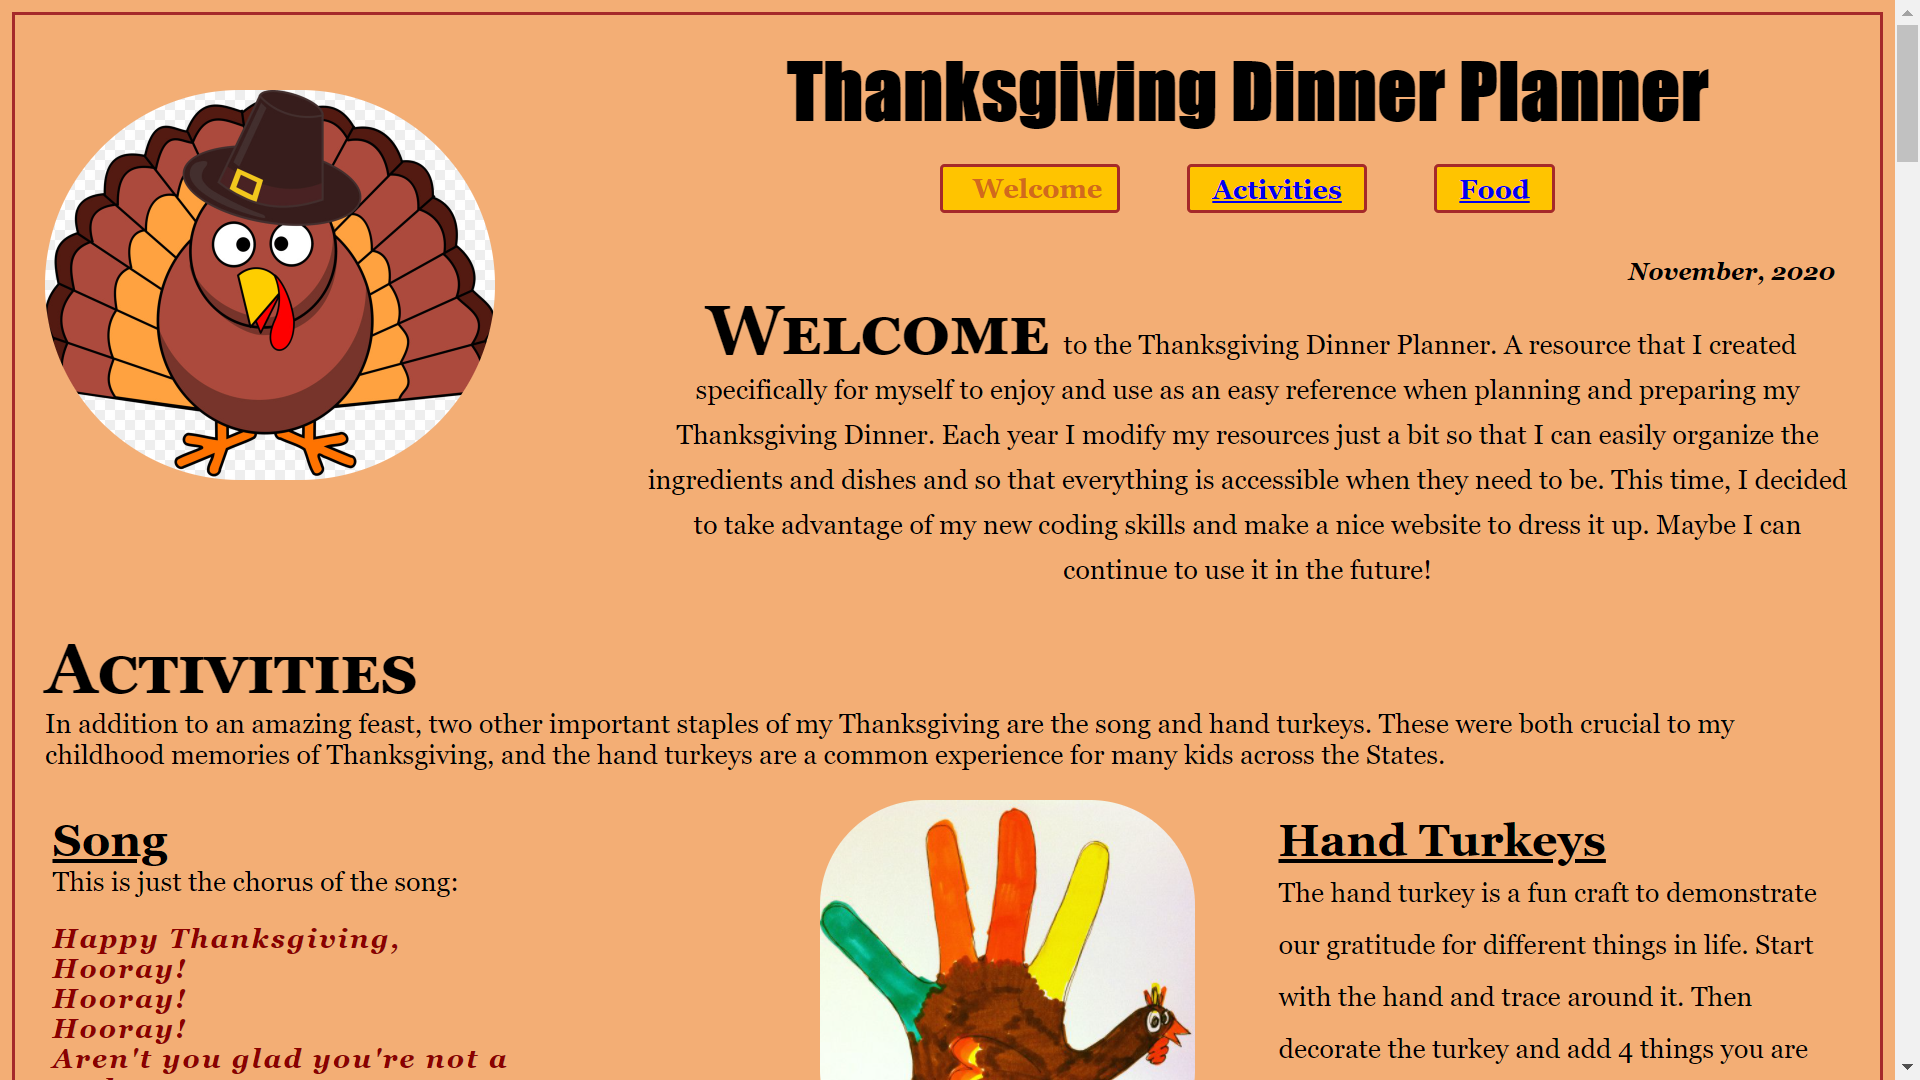 Thanksgiving Dinner Planner
Welcome
Activities
Food
November, 2020
Welcome to the Thanksgiving Dinner Planner. A resource that I created
specifically for myself to enjoy and use as an easy reference when planning and preparing my
Thanksgiving Dinner. Each year I modify my resources just a bit so that I can easily organize the
ingredients and dishes and so that everything is accessible when they need to be. This time, I decided
to take advantage of my new coding skills and make a nice website to dress it up. Maybe I can
continue to use it in the future!
Activities
In addition to an amazing feast, two other important staples of my Thanksgiving are the song and hand turkeys. These were both crucial to my
childhood memories of Thanksgiving, and the hand turkeys are a common experience for many kids across the States.
Song
This is just the chorus of the song:
Happy Thanksgiving,
Hooray!
Hooray!
Hooray!
Aren't you glad you're not a
Hand Turkeys
The hand turkey is a fun craft to demonstrate
our gratitude for different things in life. Start
with the hand and trace around it. Then
decorate the turkey and add 4 things you are